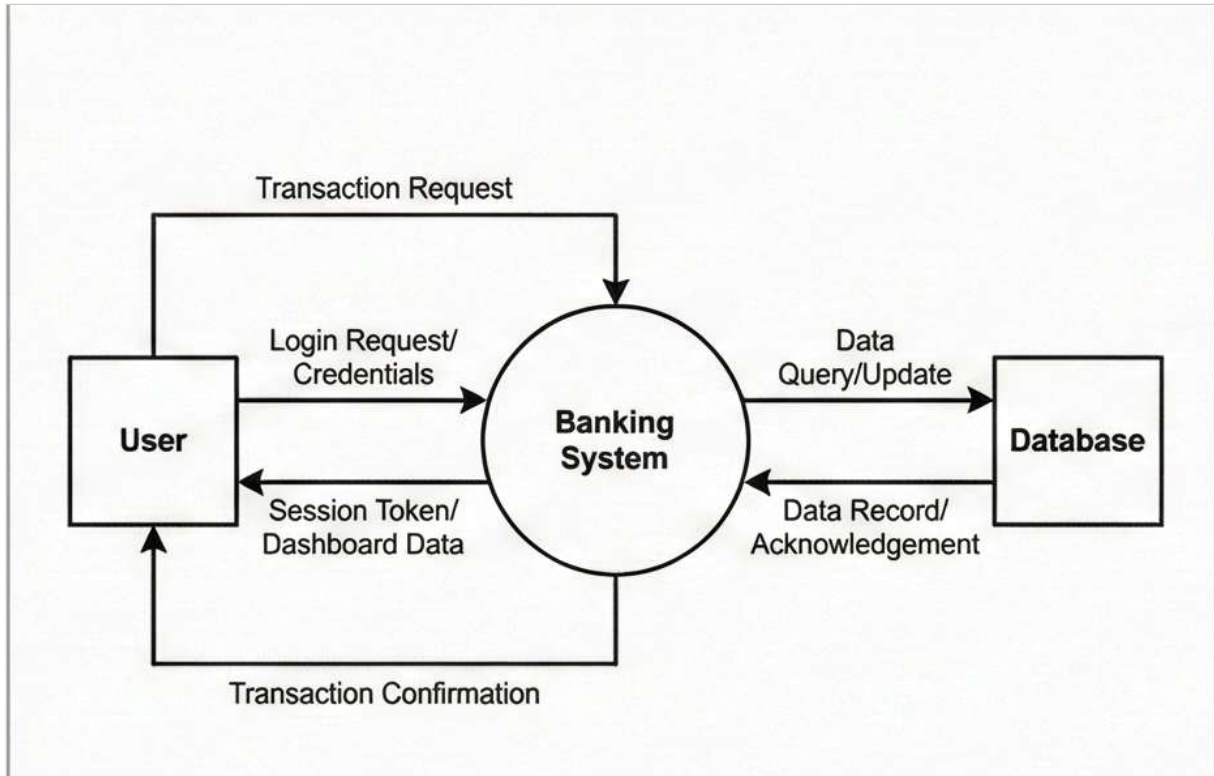 Transaction Request
Login Request/
Credentials
Data
Query/Update
User
Banking
System
Database
Session Token/
Dashboard Data
Data Record/
Acknowledgement
Transaction Confirmation